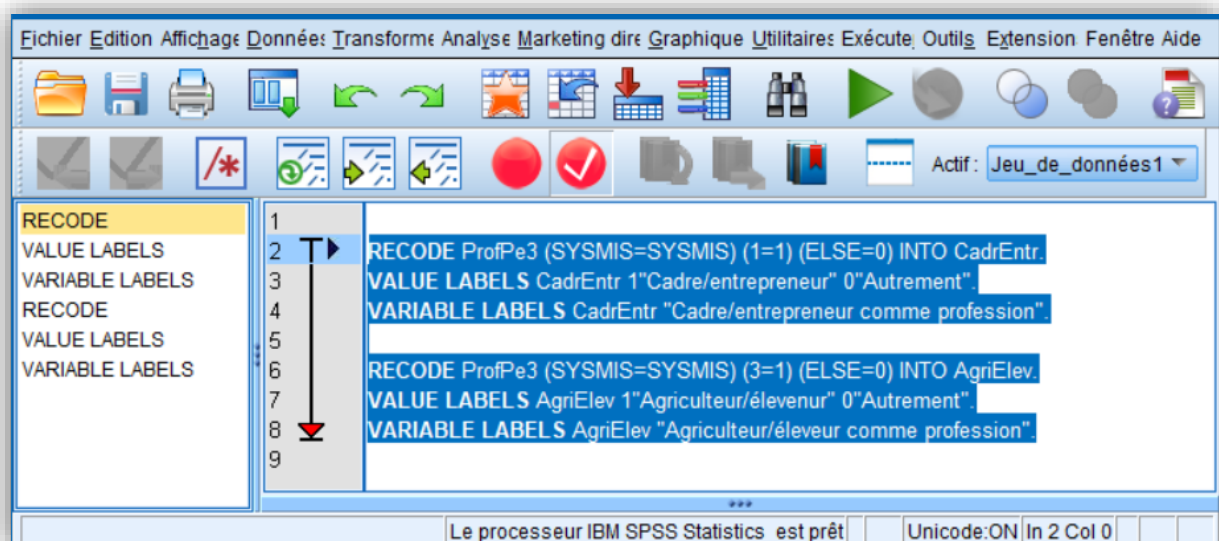 Fichier Edition Affichage Données Transforme Analyse Marketing dire Graphique Utilitaires Exécute Outils Extension Fenêtre Aide
Actif : Jeu_de_données1
RECODE
VALUE LABELS
VARIABLE LABELS
RECODE
VALUE LABELS
VARIABLE LABELS
1
2 RECODE ProfPe3 (SYSMIS=SYSMIS) (1=1) (ELSE=0) INTO CadrEntr.
3 VALUE LABELS CadrEntr 1"Cadre/entrepreneur" 0"Autrement".
4 VARIABLE LABELS CadrEntr "Cadre/entrepreneur comme profession".
5
6 RECODE ProfPe3 (SYSMIS=SYSMIS) (3=1) (ELSE=0) INTO AgriElev.
7 VALUE LABELS AgriElev 1"Agriculteur/élevenur" 0"Autrement".
8 VARIABLE LABELS AgriElev "Agriculteur/éleveur comme profession".
9
Le processeur IBM SPSS Statistics est prêt Unicode:ON In 2 Col 0